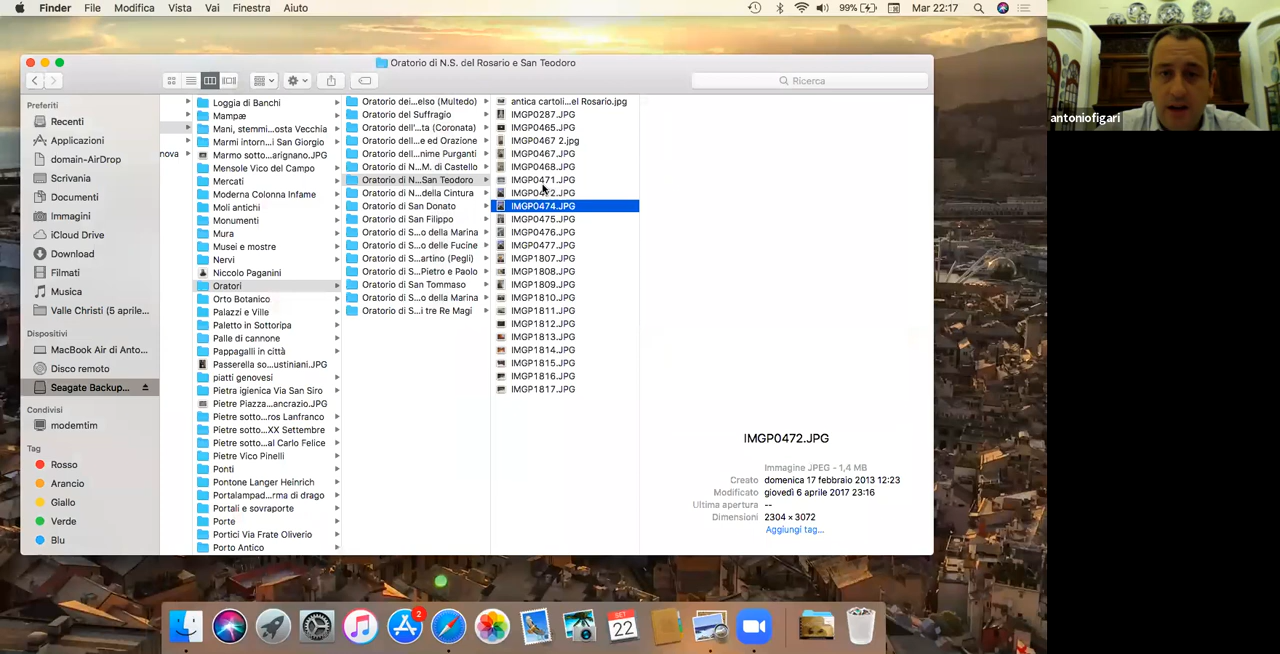 Finder File Modifica Vista Vai Finestra Aiuto 99% Mar 22:17
Oratorio di N.S. del Rosario e San Teodoro
Ricerca
Preferiti
Recenti
Applicazioni
domain-AirDrop
Scrivania
Documenti
Immagini
iCloud Drive
Download
Filmati
Musica
Valle Christi (5 aprile...
Dispositivi
MacBook Air di Anto...
Disco remoto
Seagate Backup...
Condivisi
modemtim
Tag
Rosso
Arancio
Giallo
Verde
Blu
nova
Loggia di Banchi
Mampæ
Mani, stemmi...osta Vecchia
Marmi intorn...i San Giorgio
Marmo sotto...arignano.JPG
Mensole Vico del Campo
Mercati
Moderna Colonna Infame
Moli antichi
Monumenti
Mura
Musei e mostre
Nervi
Niccolo Paganini
Oratori
Orto Botanico
Palazzi e Ville
Paletto in Sottoripa
Palle di cannone
Pappagalli in città
Passerella so...ustiniani.JPG
piatti genovesi
Pietra igienica Via San Siro
Pietre Piazza...ancrazio.JPG
Pietre sotto...ros Lanfranco
Pietre sotto...XX Settembre
Pietre sotto...al Carlo Felice
Pietre Vico Pinelli
Ponti
Pontone Langer Heinrich
Portalampad...rma di drago
Portali e sovraporte
Porte
Portici Via Frate Oliverio
Porto Antico
Oratorio dei...elso (Multedo)
Oratorio del Suffragio
Oratorio dell'...ta (Coronata)
Oratorio dell...e ed Orazione
Oratorio dell...nime Purganti
Oratorio di N...M. di Castello
Oratorio di N...San Teodoro
Oratorio di N...della Cintura
Oratorio di San Donato
Oratorio di San Filippo
Oratorio di S...o della Marina
Oratorio di S...o delle Fucine
Oratorio di S...artino (Pegli)
Oratorio di S...Pietro e Paolo
Oratorio di San Tommaso
Oratorio di S...o della Marina
Oratorio di S...i tre Re Magi
antica cartoli...el Rosario.jpg
IMGP0287.JPG
IMGP0465.JPG
IMGP0467 2.jpg
IMGP0467.JPG
IMGP0468.JPG
IMGP0471.JPG
IMGP0472.JPG
IMGP0474.JPG
IMGP0475.JPG
IMGP0476.JPG
IMGP0477.JPG
IMGP1807.JPG
IMGP1808.JPG
IMGP1809.JPG
IMGP1810.JPG
IMGP1811.JPG
IMGP1812.JPG
IMGP1813.JPG
IMGP1814.JPG
IMGP1815.JPG
IMGP1816.JPG
IMGP1817.JPG
IMGP0472.JPG
Immagine JPEG - 1,4 MB
Creato domenica 17 febbraio 2013 12:23
Modificato giovedì 6 aprile 2017 23:16
Ultima apertura --
Dimensioni 2304 × 3072
Aggiungi tag...
antoniofigari
2
SET
22